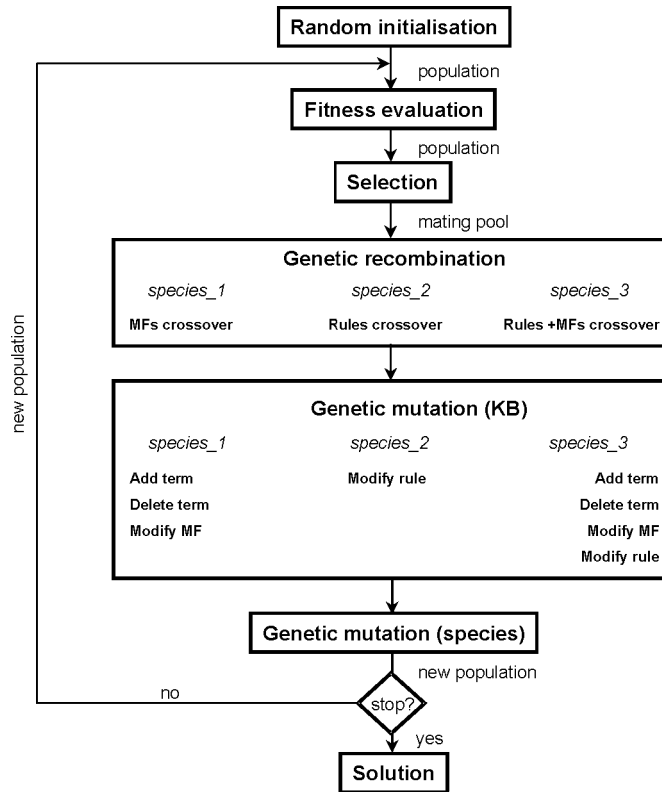 Random initialisation
population
Fitness evaluation
population
Selection
mating pool
Genetic recombination
species_1 species_2 species_3
MFs crossover Rules crossover Rules +MFs crossover
new population
Genetic mutation (KB)
species_1 species_2 species_3
Add term Modify rule Add term
Delete term Delete term
Modify MF Modify MF
Modify rule
Genetic mutation (species)
new population
no stop?
yes
Solution